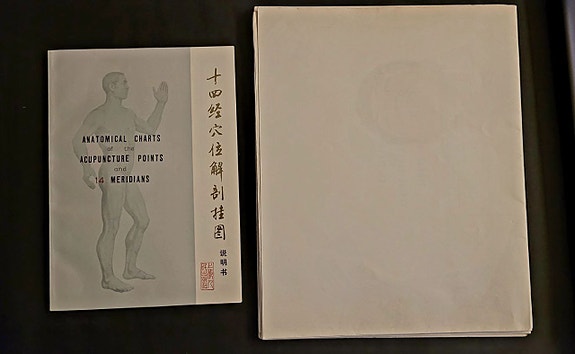 ANATOMICAL CHARTS
of the
ACUPUNCTURE POINTS
and
14 MERIDIANS
十四经穴位解剖挂图
说明书